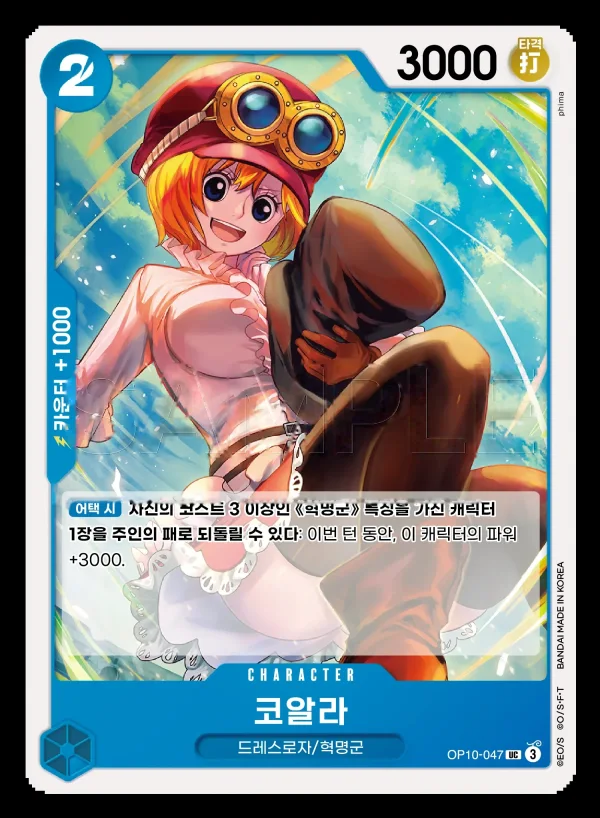 2
3000
타격
打
phima
카운터 +1000
SAMPLE
어택 시 자신의 코스트 3 이상인 《혁명군》 특징을 가진 캐릭터
1장을 주인의 패로 되돌릴 수 있다: 이번 턴 동안, 이 캐릭터의 파워
+3000.
CHARACTER
코알라
드레스로자/혁명군
OP10-047 UC 3
©EO/S ©O/S·F·T BANDAI MADE IN KOREA